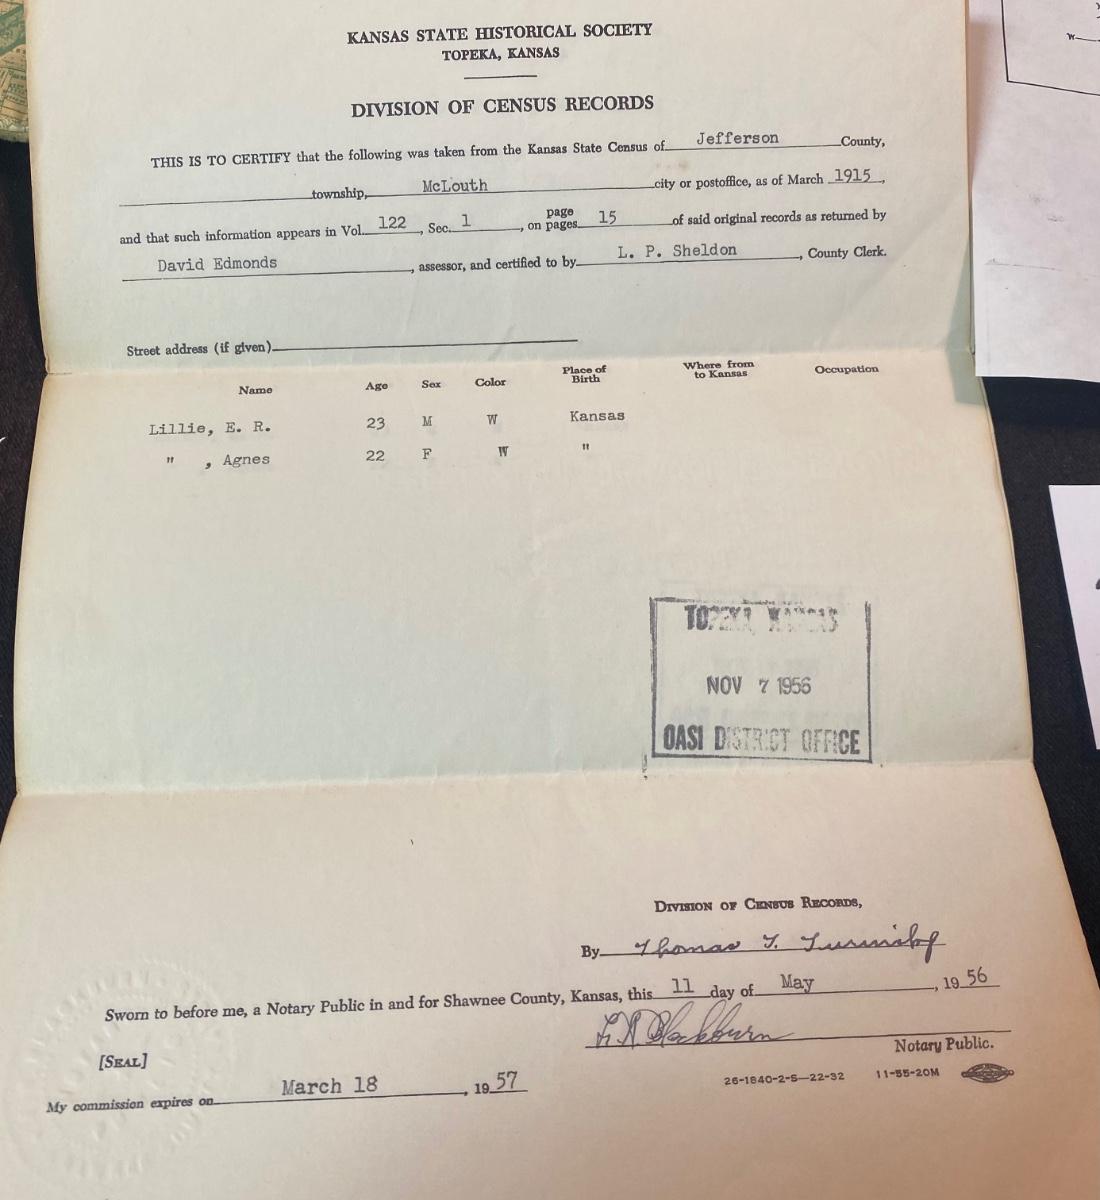 KANSAS STATE HISTORICAL SOCIETY
TOPEKA, KANSAS
DIVISION OF CENSUS RECORDS
THIS IS TO CERTIFY that the following was taken from the Kansas State Census of Jefferson County,
township, McLouth city or postoffice, as of March 1915,
and that such information appears in Vol. 122, Sec. 1, on page pages 15 of said original records as returned by
David Edmonds, assessor, and certified to by L. P. Sheldon, County Clerk.
Street address (if given)
Name Age Sex Color Place of Birth Where from to Kansas Occupation
Lillie, E. R. 23 M W Kansas
" , Agnes 22 F W "
TOPEKA KANSAS
NOV 7 1956
OASI DISTRICT OFFICE
DIVISION OF CENSUS RECORDS,
By Thomas T.
Sworn to before me, a Notary Public in and for Shawnee County, Kansas, this 11 day of May, 1956
Blackburn
Notary Public.
[SEAL]
My commission expires on March 18, 1957
26-1840-2-S—22-32 11-55-20M